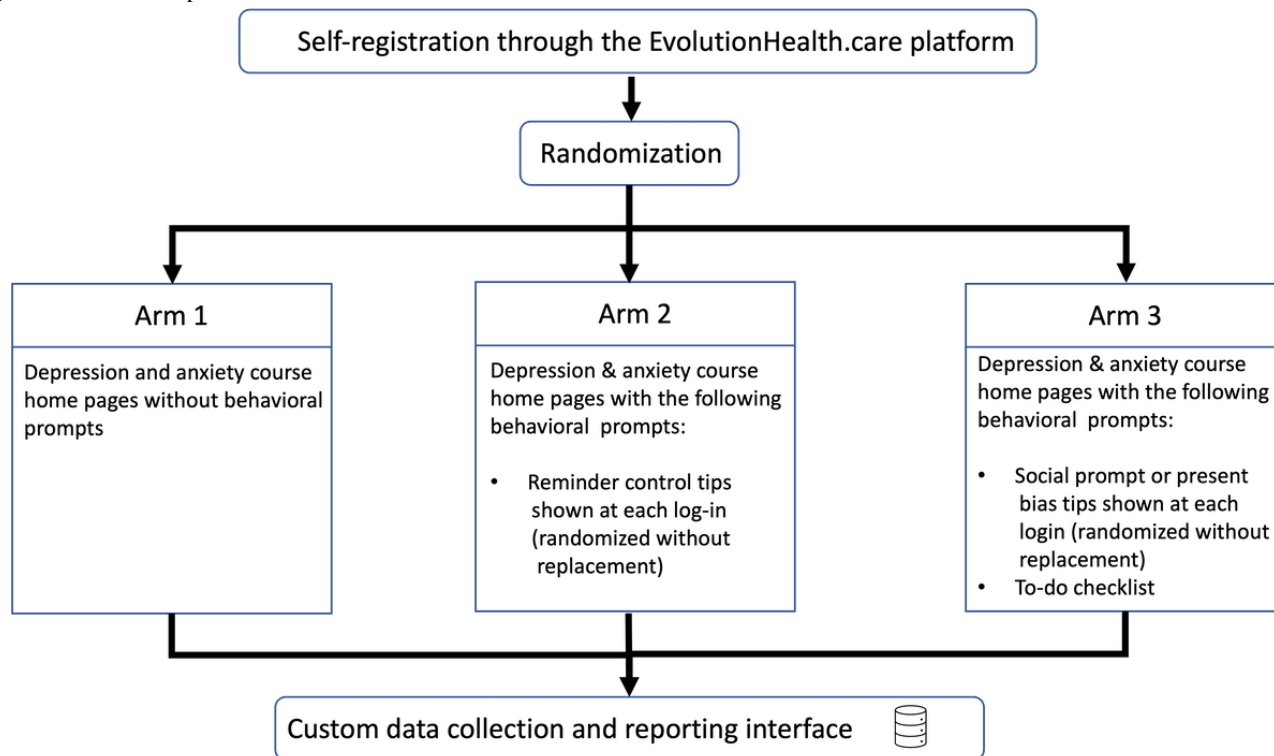 Self-registration through the EvolutionHealth.care platform
Randomization
Arm 1
Depression and anxiety course
home pages without behavioral
prompts
Arm 2
Depression & anxiety course
home pages with the following
behavioral prompts:
• Reminder control tips
shown at each log-in
(randomized without
replacement)
Arm 3
Depression & anxiety course
home pages with the following
behavioral prompts:
• Social prompt or present
bias tips shown at each
login (randomized without
replacement)
• To-do checklist
Custom data collection and reporting interface